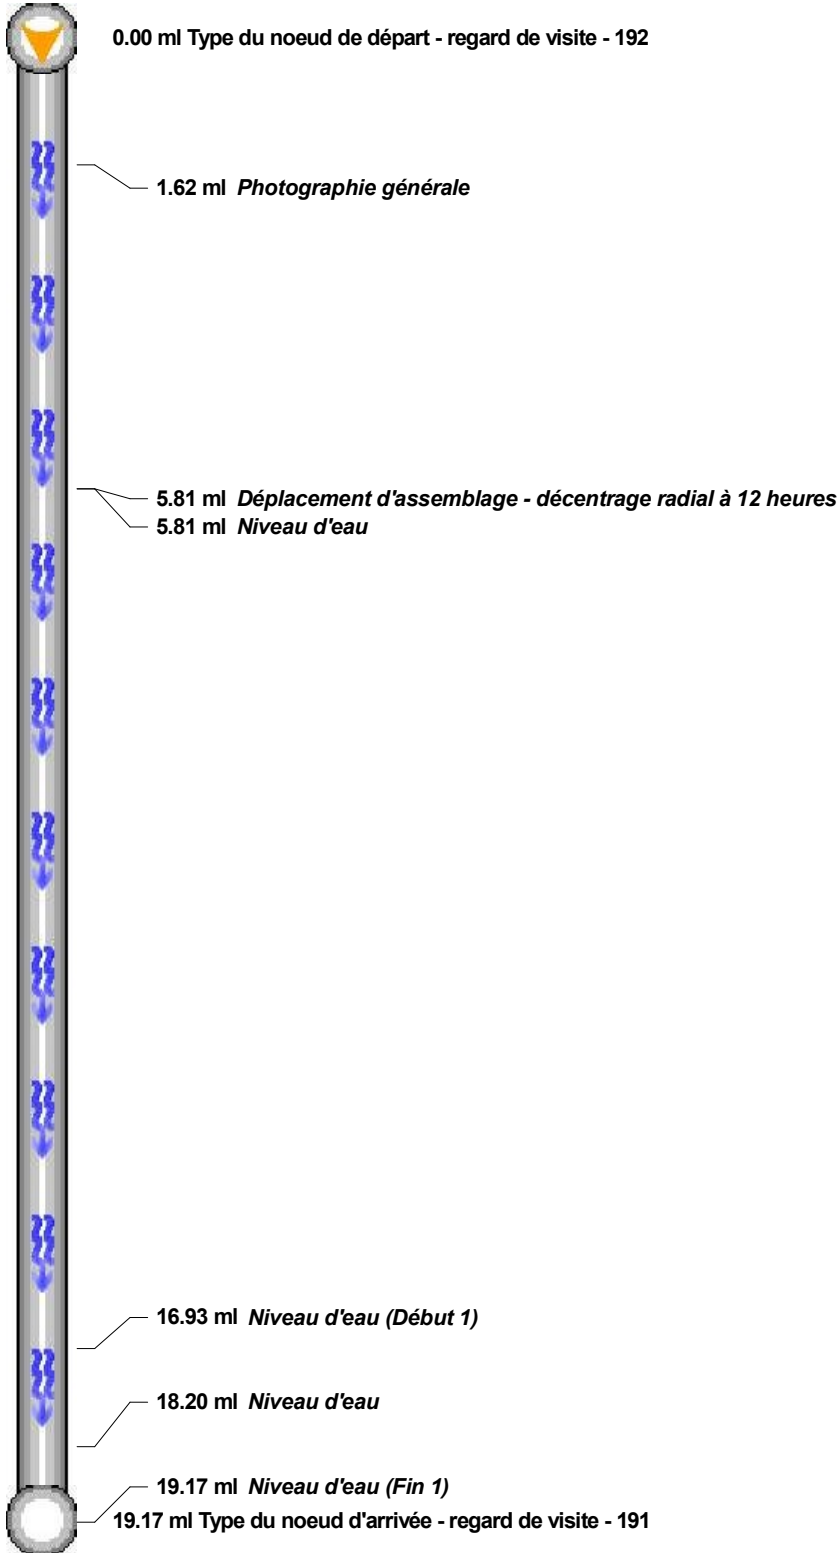 0.00 ml Type du noeud de départ - regard de visite - 192
1.62 ml Photographie générale
5.81 ml Déplacement d'assemblage - décentrage radial à 12 heures
5.81 ml Niveau d'eau
16.93 ml Niveau d'eau (Début 1)
18.20 ml Niveau d'eau
19.17 ml Niveau d'eau (Fin 1)
19.17 ml Type du noeud d'arrivée - regard de visite - 191